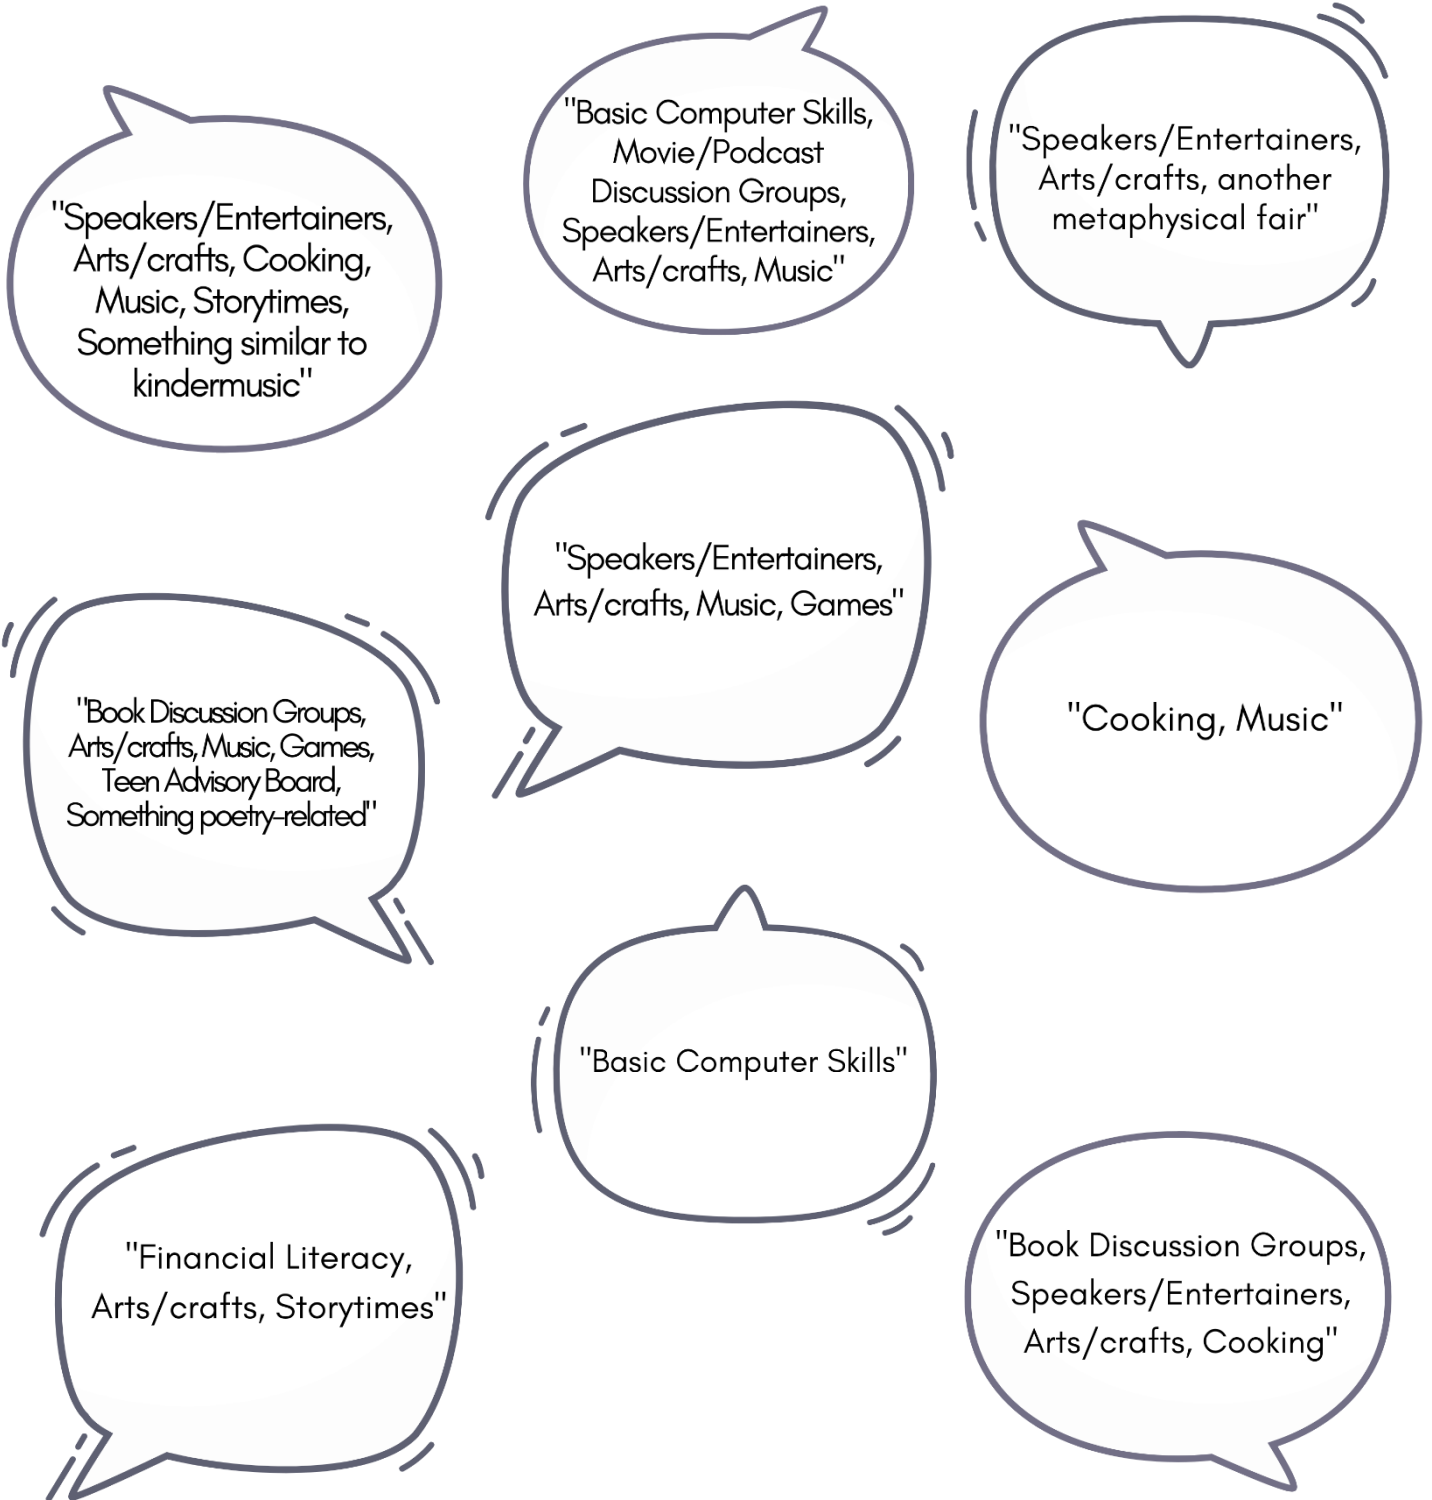 "Speakers/Entertainers,
Arts/crafts, Cooking,
Music, Storytimes,
Something similar to
kindermusic"
"Basic Computer Skills,
Movie/Podcast
Discussion Groups,
Speakers/Entertainers,
Arts/crafts, Music"
"Speakers/Entertainers,
Arts/crafts, another
metaphysical fair"
"Speakers/Entertainers,
Arts/crafts, Music, Games"
"Book Discussion Groups,
Arts/crafts, Music, Games,
Teen Advisory Board,
Something poetry-related"
"Cooking, Music"
"Basic Computer Skills"
"Financial Literacy,
Arts/crafts, Storytimes"
"Book Discussion Groups,
Speakers/Entertainers,
Arts/crafts, Cooking"